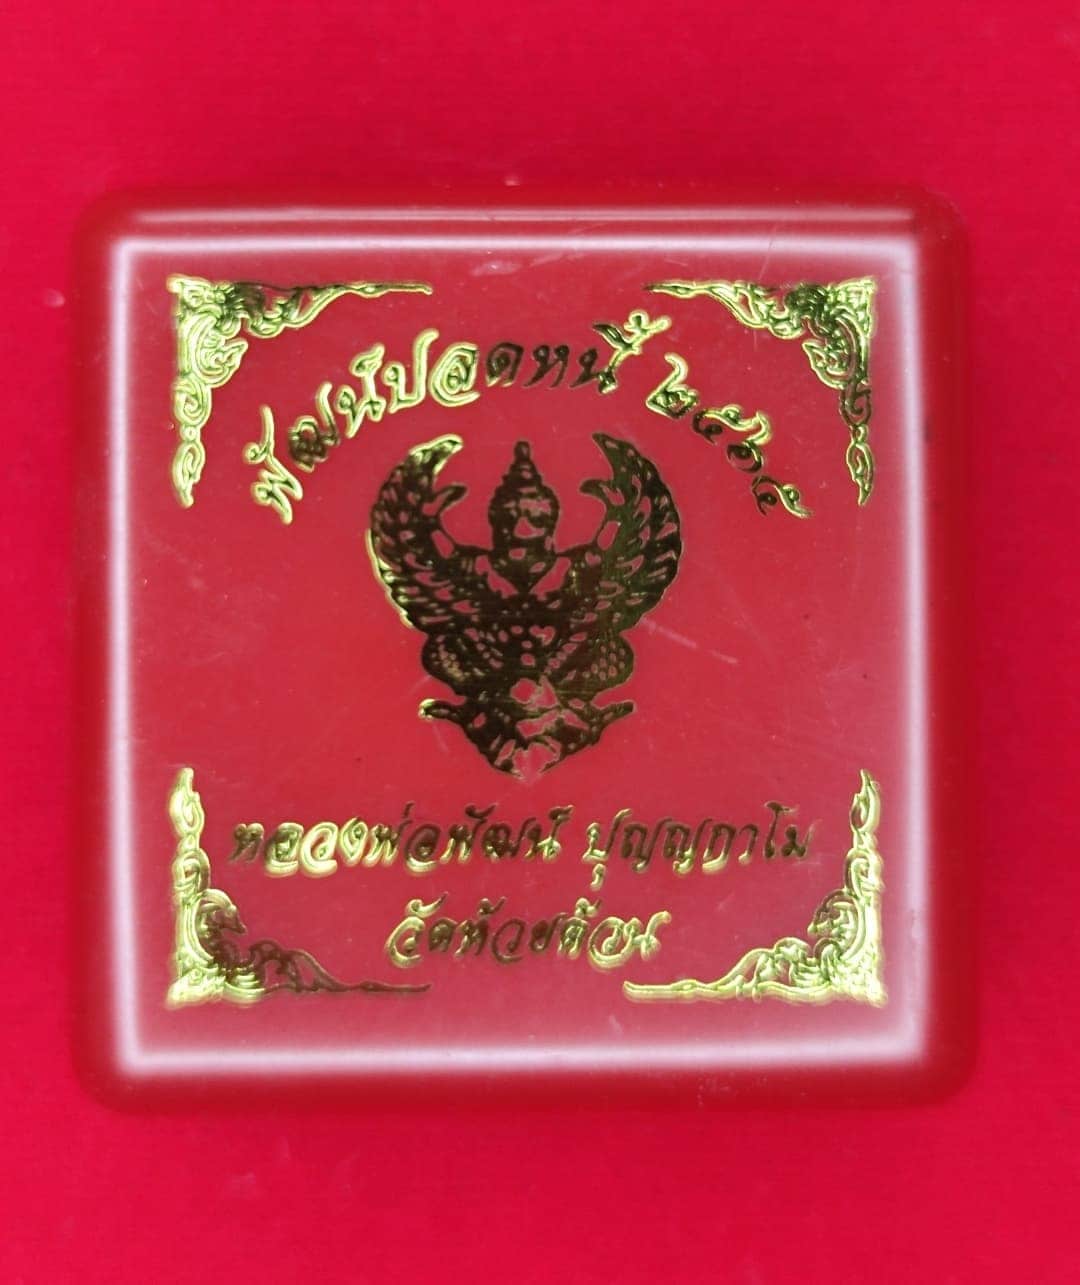 พัฒน์ปลดหนี้ ๒๕๖๕
หลวงพ่อพัฒน์ ปุญญกาโม
วัดห้วยด้วน